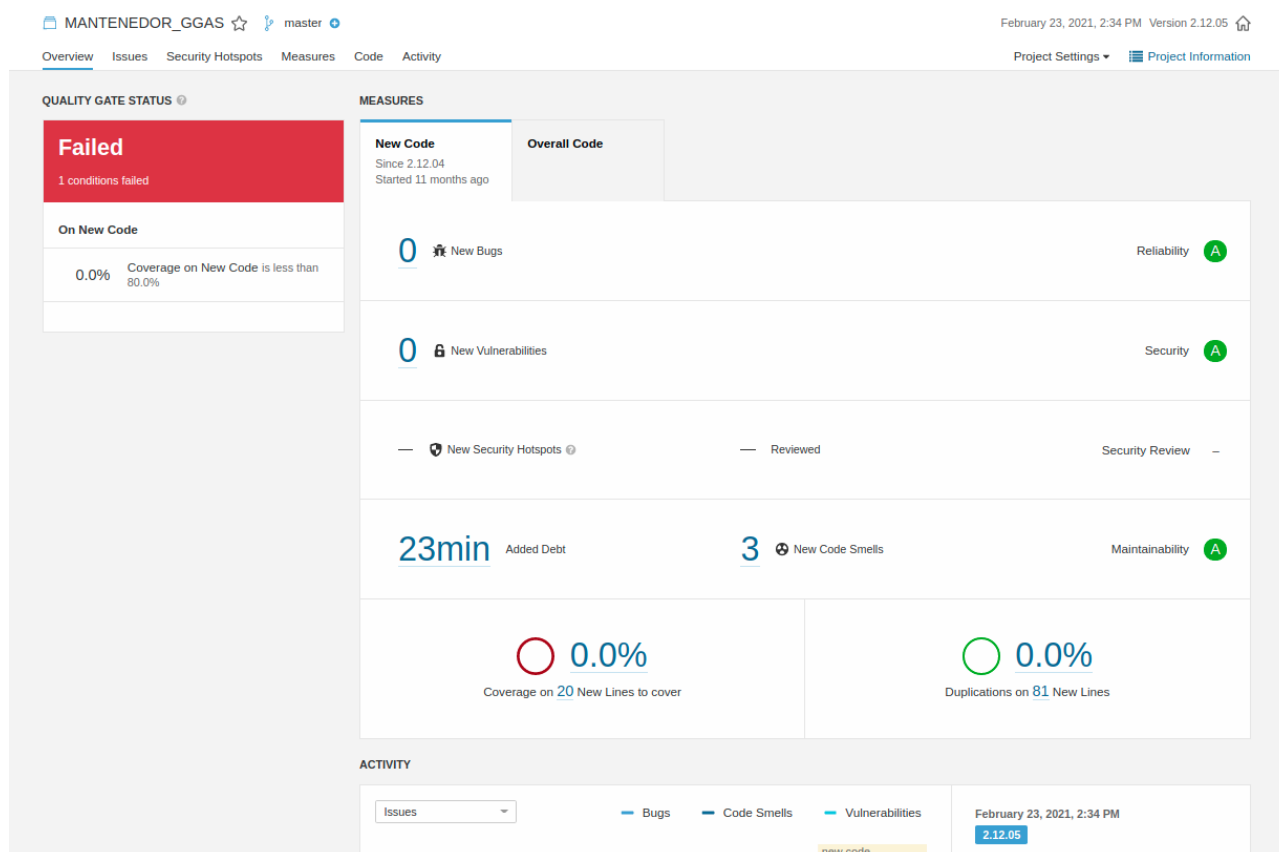 MANTENEDOR_GGAS master
February 23, 2021, 2:34 PM Version 2.12.05
Overview Issues Security Hotspots Measures Code Activity
Project Settings Project Information
QUALITY GATE STATUS
Failed
1 conditions failed
On New Code
0.0% Coverage on New Code is less than
80.0%
MEASURES
New Code
Since 2.12.04
Started 11 months ago
Overall Code
0 New Bugs
Reliability A
0 New Vulnerabilities
Security A
— New Security Hotspots
— Reviewed
Security Review –
23min Added Debt
3 New Code Smells
Maintainability A
0.0%
Coverage on 20 New Lines to cover
0.0%
Duplications on 81 New Lines
ACTIVITY
Issues
Bugs Code Smells Vulnerabilities
new code
February 23, 2021, 2:34 PM
2.12.05